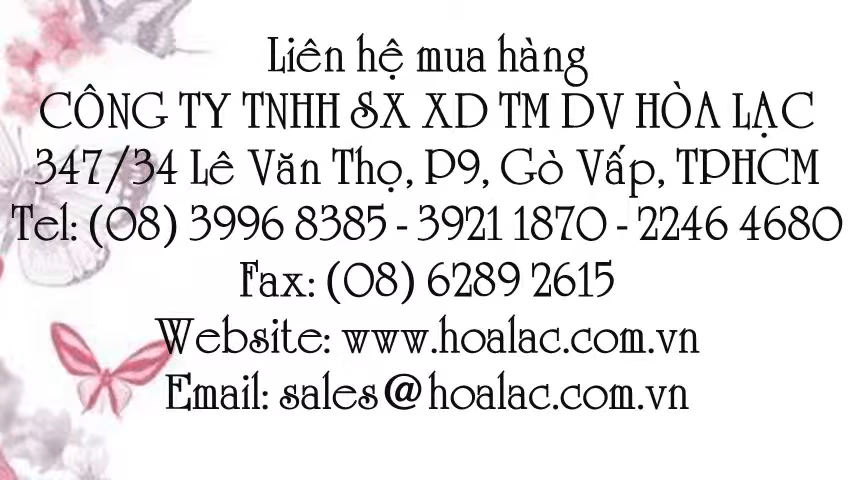 Liên hệ mua hàng
CÔNG TY TNHH SX XD TM DV HÒA LẠC
347/34 Lê Văn Thọ, P9, Gò Vấp, TPHCM
Tel: (08) 3996 8385 - 3921 1870 - 2246 4680
Fax: (08) 6289 2615
Website: www.hoalac.com.vn
Email: sales@hoalac.com.vn